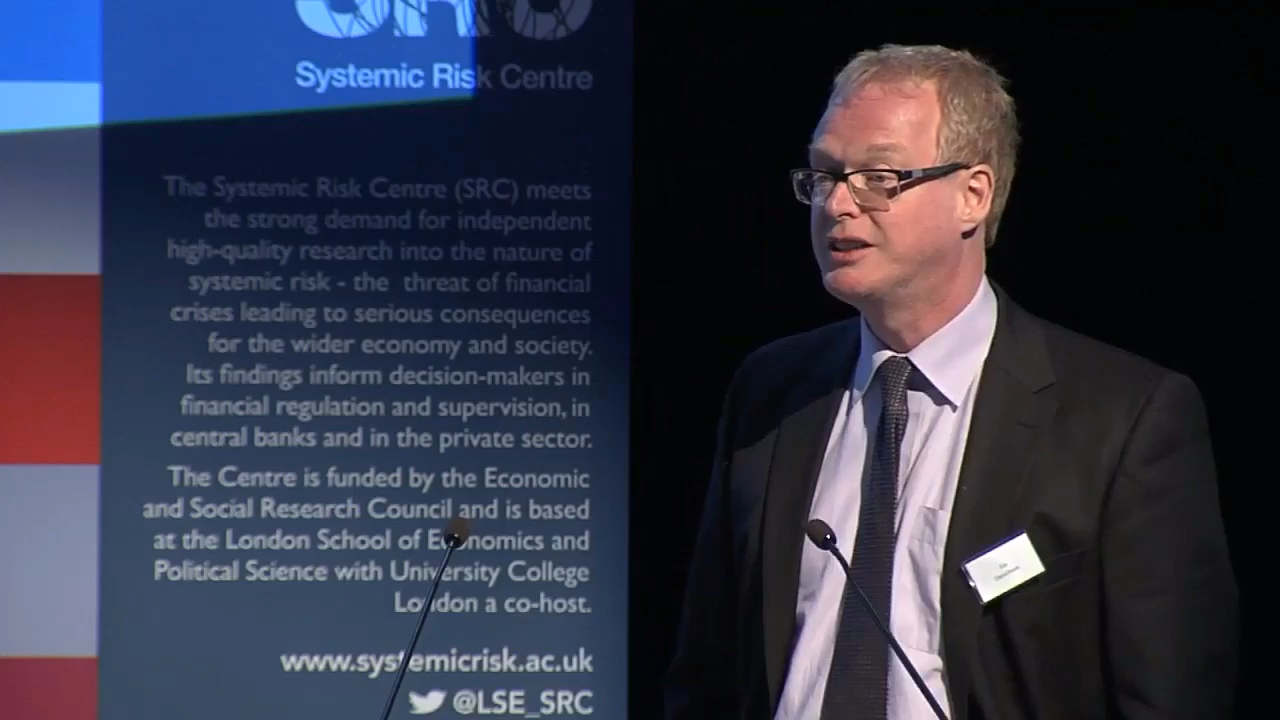 SRC
Systemic Risk Centre
The Systemic Risk Centre (SRC) meets
the strong demand for independent
high-quality research into the nature of
systemic risk - the threat of financial
crises leading to serious consequences
for the wider economy and society.
Its findings inform decision-makers in
financial regulation and supervision, in
central banks and in the private sector.
The Centre is funded by the Economic
and Social Research Council and is based
at the London School of Economics and
Political Science with University College
London a co-host.
www.systemicrisk.ac.uk
@LSE_SRC